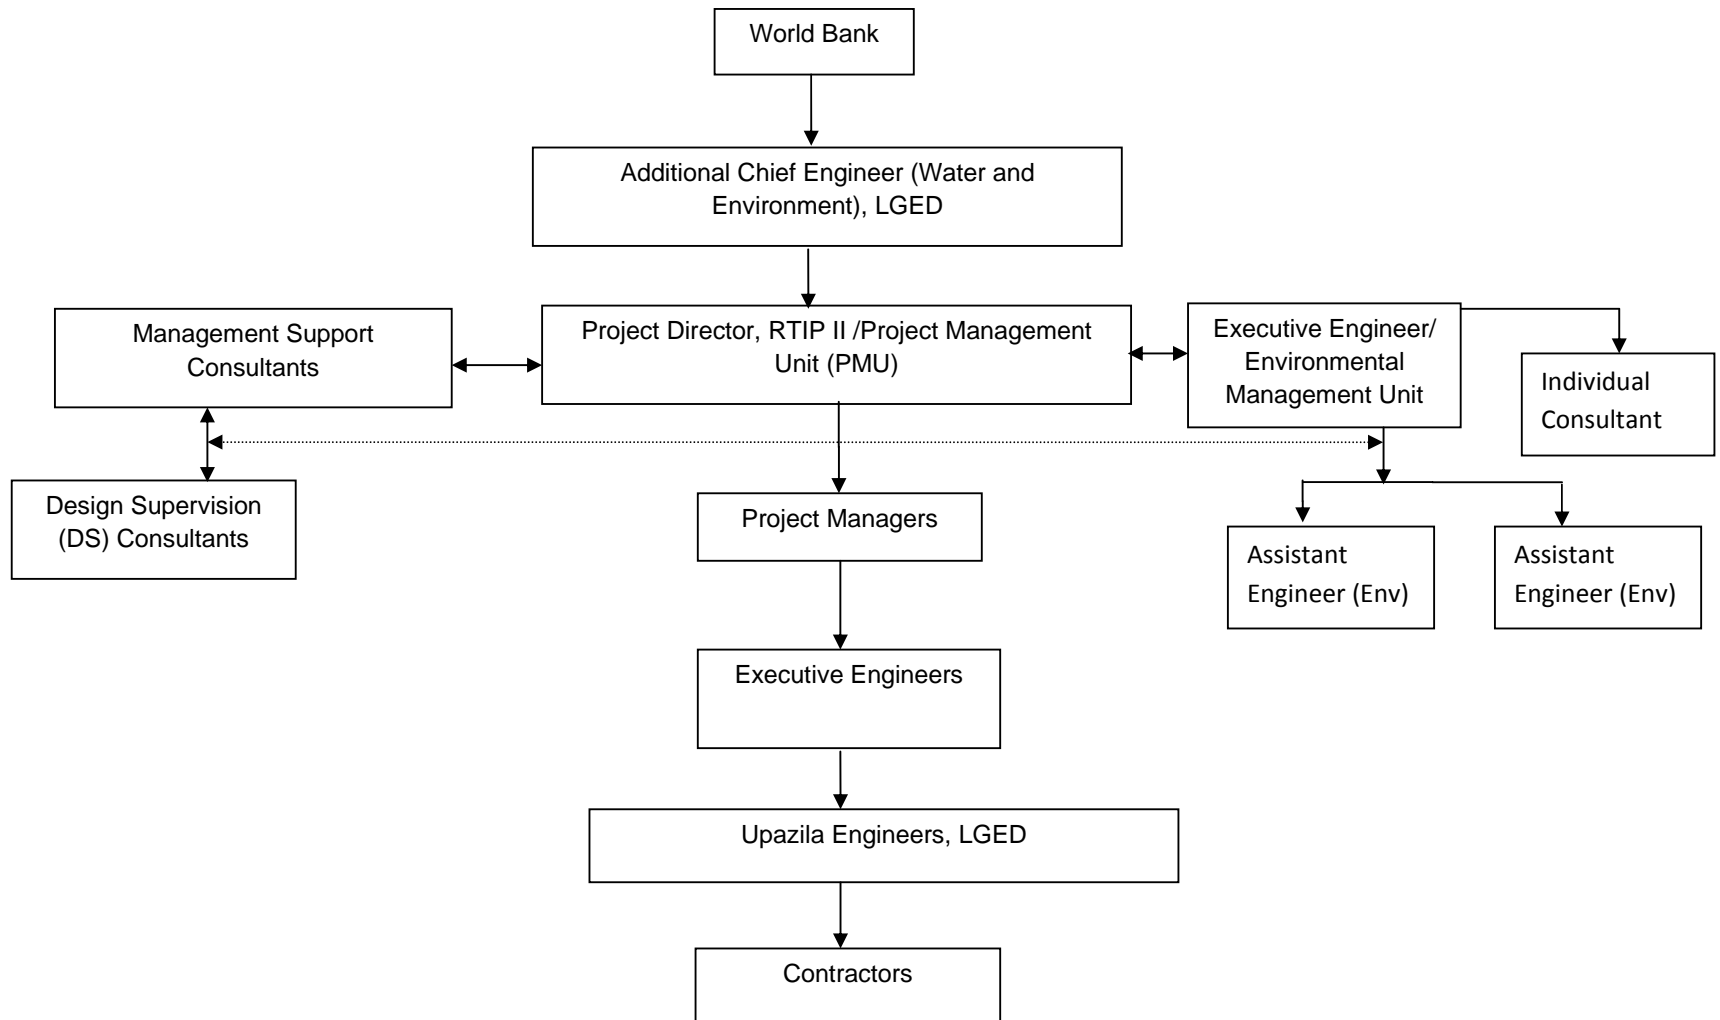 World Bank
Additional Chief Engineer (Water and
Environment), LGED
Management Support
Consultants
Project Director, RTIP II /Project Management
Unit (PMU)
Executive Engineer/
Environmental
Management Unit
Individual
Consultant
Design Supervision
(DS) Consultants
Project Managers
Assistant
Engineer (Env)
Assistant
Engineer (Env)
Executive Engineers
Upazila Engineers, LGED
Contractors